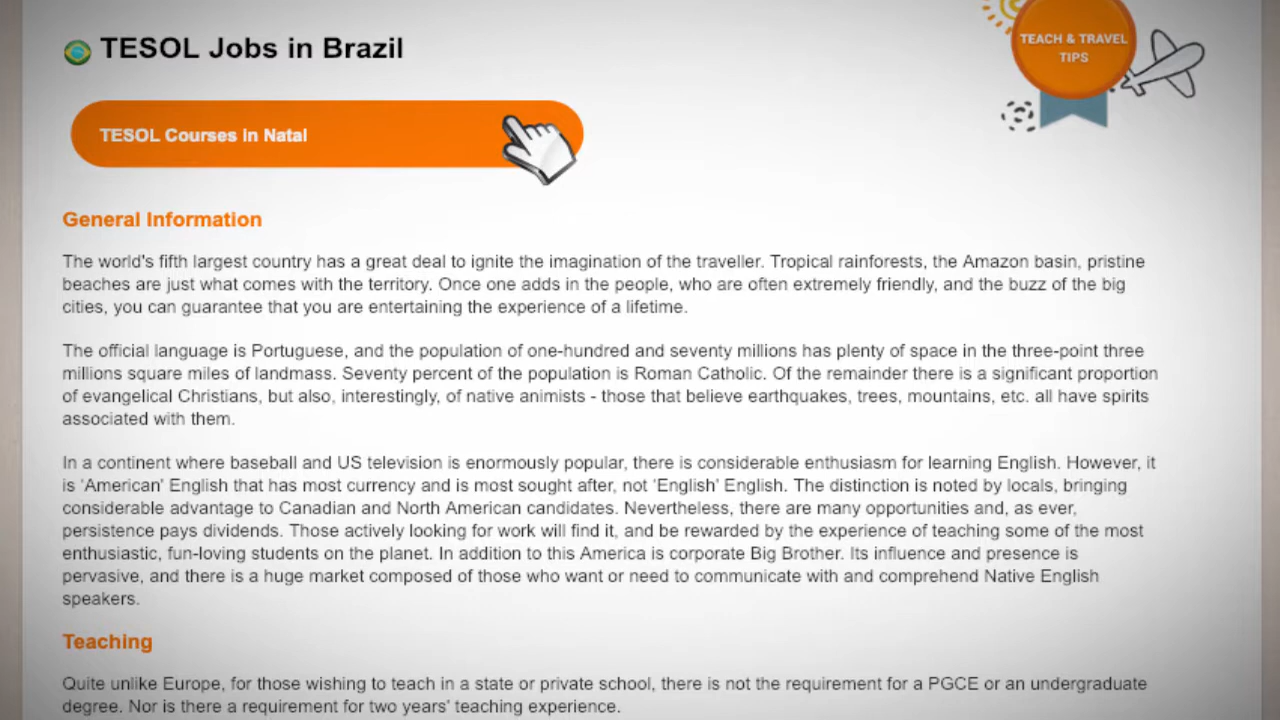 TESOL Jobs in Brazil
TEACH & TRAVEL
TIPS
TESOL Courses In Natal
General Information
The world's fifth largest country has a great deal to ignite the imagination of the traveller. Tropical rainforests, the Amazon basin, pristine
beaches are just what comes with the territory. Once one adds in the people, who are often extremely friendly, and the buzz of the big
cities, you can guarantee that you are entertaining the experience of a lifetime.
The official language is Portuguese, and the population of one-hundred and seventy millions has plenty of space in the three-point three
millions square miles of landmass. Seventy percent of the population is Roman Catholic. Of the remainder there is a significant proportion
of evangelical Christians, but also, interestingly, of native animists - those that believe earthquakes, trees, mountains, etc. all have spirits
associated with them.
In a continent where baseball and US television is enormously popular, there is considerable enthusiasm for learning English. However, it
is 'American' English that has most currency and is most sought after, not 'English' English. The distinction is noted by locals, bringing
considerable advantage to Canadian and North American candidates. Nevertheless, there are many opportunities and, as ever,
persistence pays dividends. Those actively looking for work will find it, and be rewarded by the experience of teaching some of the most
enthusiastic, fun-loving students on the planet. In addition to this America is corporate Big Brother. Its influence and presence is
pervasive, and there is a huge market composed of those who want or need to communicate with and comprehend Native English
speakers.
Teaching
Quite unlike Europe, for those wishing to teach in a state or private school, there is not the requirement for a PGCE or an undergraduate
degree. Nor is there a requirement for two years' teaching experience.